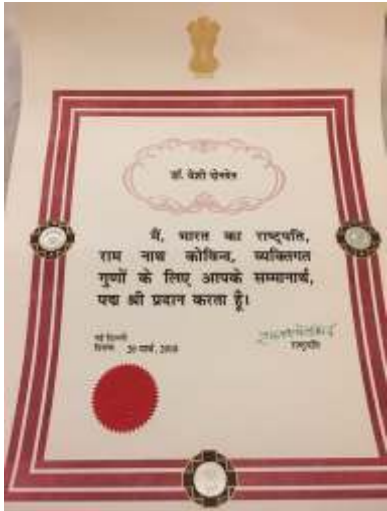 डॉ.
मैं, भारत का राष्ट्रपति,
राम नाथ कोविन्द, व्यक्तिगत
गुणों के लिए आपके सम्मानार्थ,
पद्म श्री प्रदान करता हूँ।
नई दिल्ली
दिनांक 20 मार्च, 2018
राष्ट्रपति